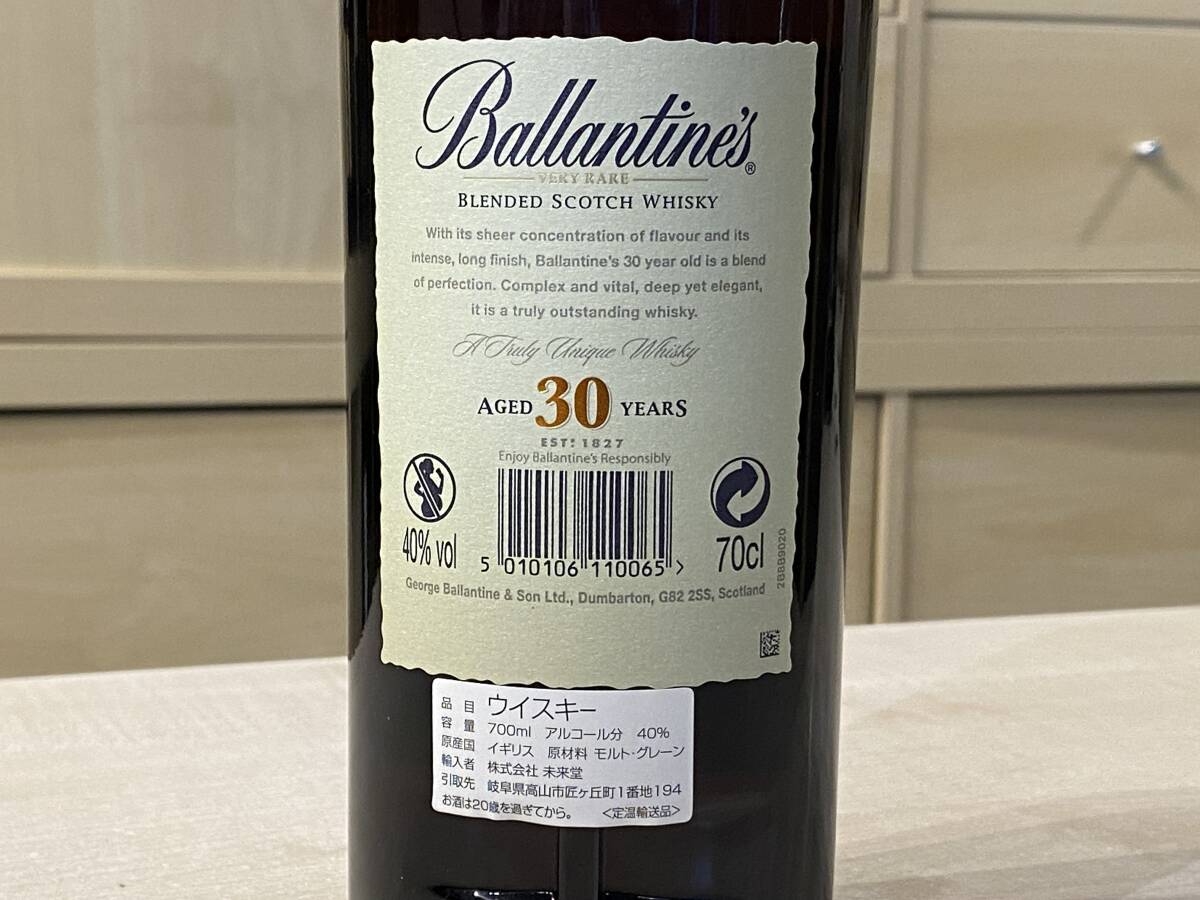 Ballantine's®
VERY RARE
BLENDED SCOTCH WHISKY
With its sheer concentration of flavour and its
intense, long finish, Ballantine's 30 year old is a blend
of perfection. Complex and vital, deep yet elegant,
it is a truly outstanding whisky.
A Truly Unique Whisky
AGED 30 YEARS
ESTD 1827
Enjoy Ballantine's Responsibly
40% vol
5 010106 110065 >
70cl
2BBB9020
George Ballantine & Son Ltd., Dumbarton, G82 2SS, Scotland
品目 ウイスキー
容量 700ml アルコール分 40%
原産国 イギリス 原材料 モルト・グレーン
輸入者 株式会社 未来堂
引取先 岐阜県高山市匠ヶ丘町1番地194
お酒は20歳を過ぎてから。 <定温輸送品>